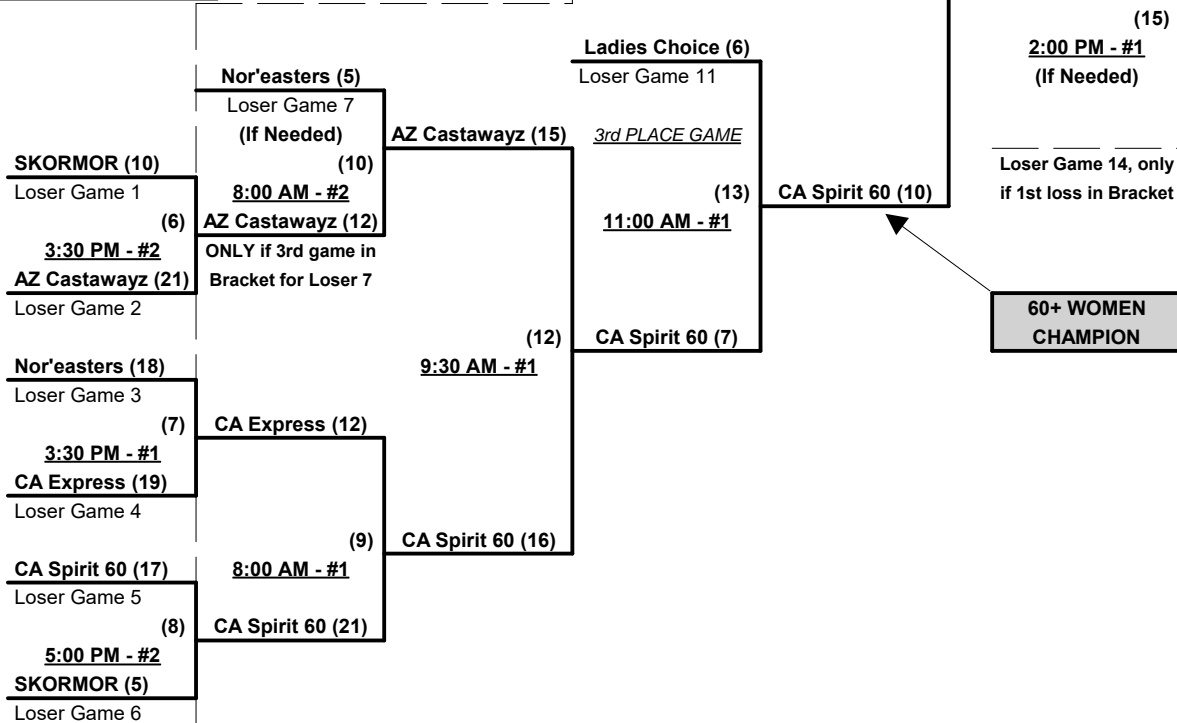 (15)
Ladies Choice (6)
2:00 PM - #1
Nor'easters (5)
Loser Game 11
(If Needed)
Loser Game 7
(If Needed)
AZ Castawayz (15)
3rd PLACE GAME
SKORMOR (10)
(10)
Loser Game 14, only
Loser Game 1
8:00 AM - #2
(13)
CA Spirit 60 (10)
if 1st loss in Bracket
(6)
AZ Castawayz (12)
11:00 AM - #1
3:30 PM - #2
ONLY if 3rd game in
AZ Castawayz (21)
Bracket for Loser 7
Loser Game 2
60+ WOMEN
CHAMPION
(12)
CA Spirit 60 (7)
Nor'easters (18)
9:30 AM - #1
Loser Game 3
(7)
CA Express (12)
3:30 PM - #1
CA Express (19)
Loser Game 4
(9)
CA Spirit 60 (16)
CA Spirit 60 (17)
8:00 AM - #1
Loser Game 5
(8)
CA Spirit 60 (21)
5:00 PM - #2
SKORMOR (5)
Loser Game 6